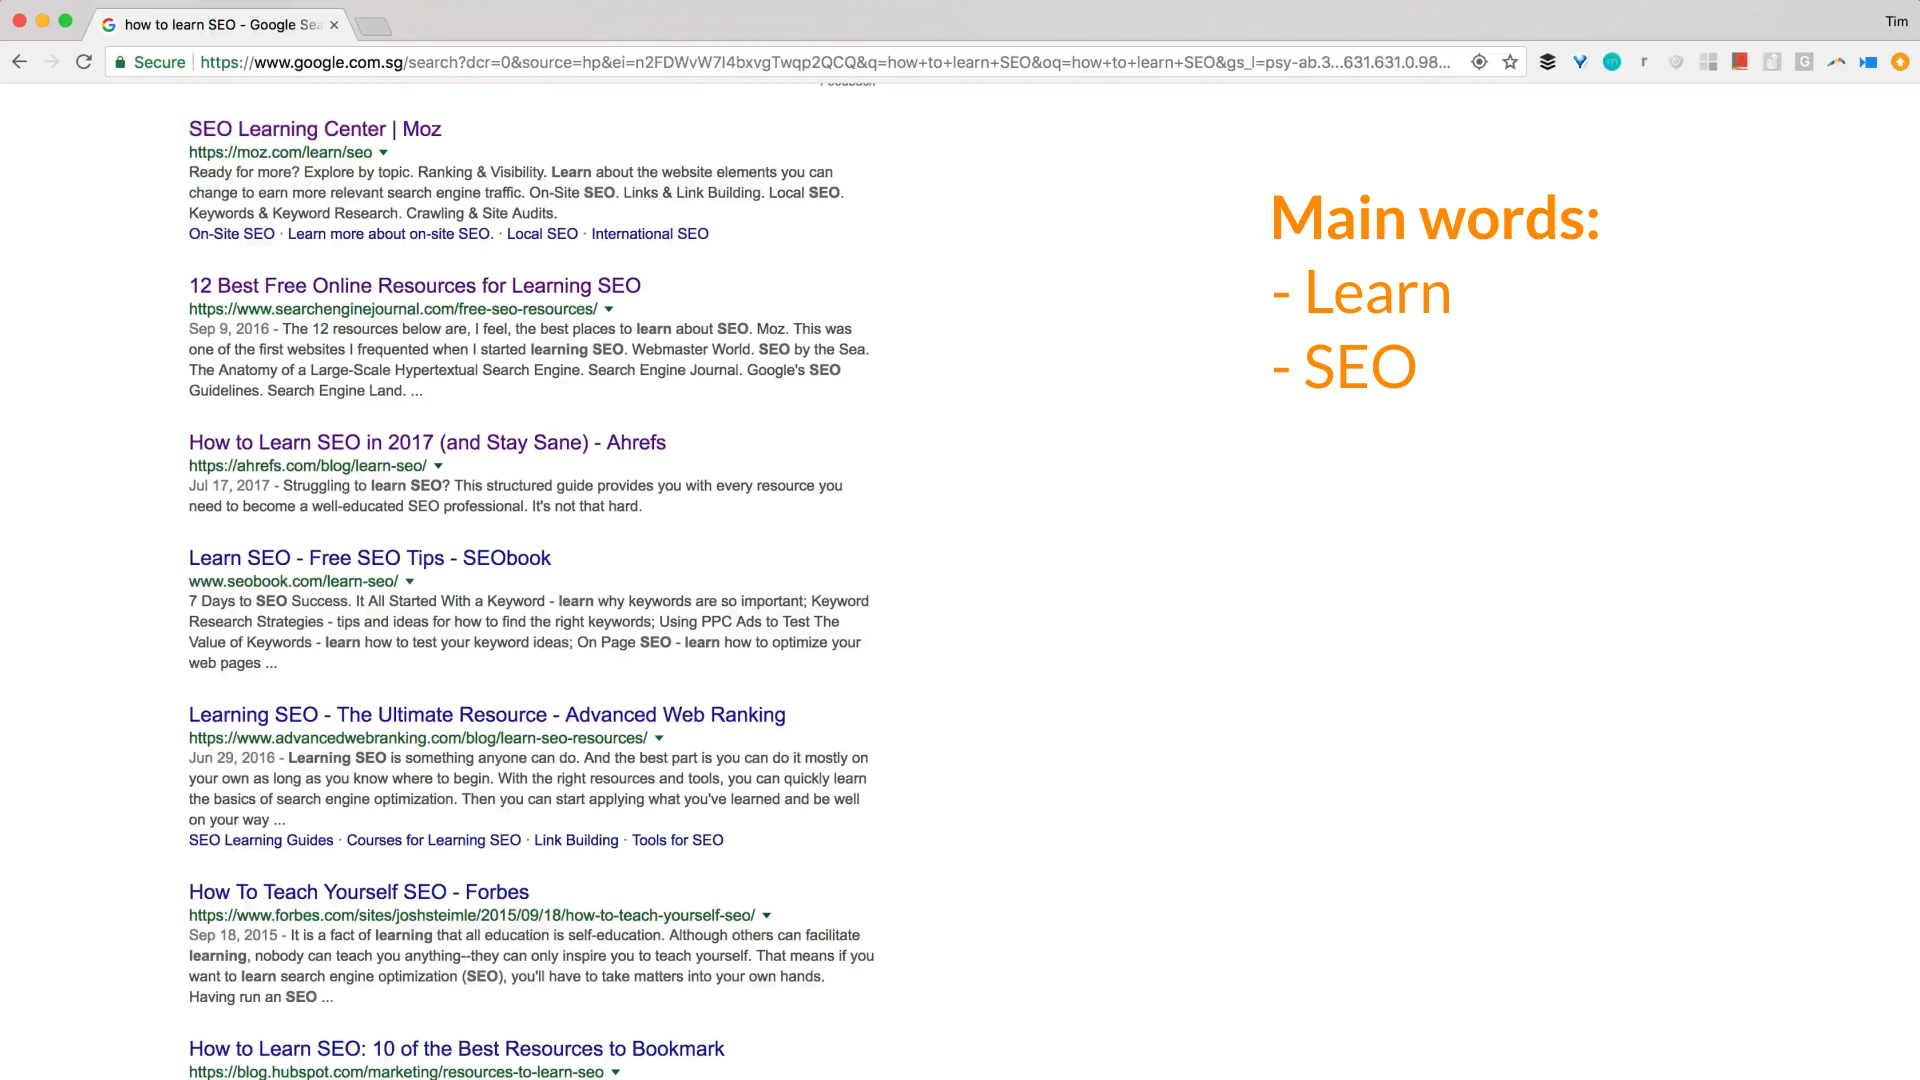 how to learn SEO - Google Sea
Tim
Secure
https://www.google.com.sg/search?dcr=0&source=hp&ei=n2FDWvW7I4bxvgTwqp2QCQ&q=how+to+learn+SEO&oq=how+to+learn+SEO&gs_l=psy-ab.3...631.631.0.98...
Feedback
SEO Learning Center | Moz
https://moz.com/learn/seo
Ready for more? Explore by topic. Ranking & Visibility. Learn about the website elements you can
change to earn more relevant search engine traffic. On-Site SEO. Links & Link Building. Local SEO.
Keywords & Keyword Research. Crawling & Site Audits.
On-Site SEO · Learn more about on-site SEO. · Local SEO · International SEO
12 Best Free Online Resources for Learning SEO
https://www.searchenginejournal.com/free-seo-resources/
Sep 9, 2016 - The 12 resources below are, I feel, the best places to learn about SEO. Moz. This was
one of the first websites I frequented when I started learning SEO. Webmaster World. SEO by the Sea.
The Anatomy of a Large-Scale Hypertextual Search Engine. Search Engine Journal. Google's SEO
Guidelines. Search Engine Land. ...
How to Learn SEO in 2017 (and Stay Sane) - Ahrefs
https://ahrefs.com/blog/learn-seo/
Jul 17, 2017 - Struggling to learn SEO? This structured guide provides you with every resource you
need to become a well-educated SEO professional. It's not that hard.
Learn SEO - Free SEO Tips - SEObook
www.seobook.com/learn-seo/
7 Days to SEO Success. It All Started With a Keyword - learn why keywords are so important; Keyword
Research Strategies - tips and ideas for how to find the right keywords; Using PPC Ads to Test The
Value of Keywords - learn how to test your keyword ideas; On Page SEO - learn how to optimize your
web pages ...
Learning SEO - The Ultimate Resource - Advanced Web Ranking
https://www.advancedwebranking.com/blog/learn-seo-resources/
Jun 29, 2016 - Learning SEO is something anyone can do. And the best part is you can do it mostly on
your own as long as you know where to begin. With the right resources and tools, you can quickly learn
the basics of search engine optimization. Then you can start applying what you've learned and be well
on your way ...
SEO Learning Guides · Courses for Learning SEO · Link Building · Tools for SEO
How To Teach Yourself SEO - Forbes
https://www.forbes.com/sites/joshsteimle/2015/09/18/how-to-teach-yourself-seo/
Sep 18, 2015 - It is a fact of learning that all education is self-education. Although others can facilitate
learning, nobody can teach you anything--they can only inspire you to teach yourself. That means if you
want to learn search engine optimization (SEO), you'll have to take matters into your own hands.
Having run an SEO ...
How to Learn SEO: 10 of the Best Resources to Bookmark
https://blog.hubspot.com/marketing/resources-to-learn-seo
Main words:
- Learn
- SEO